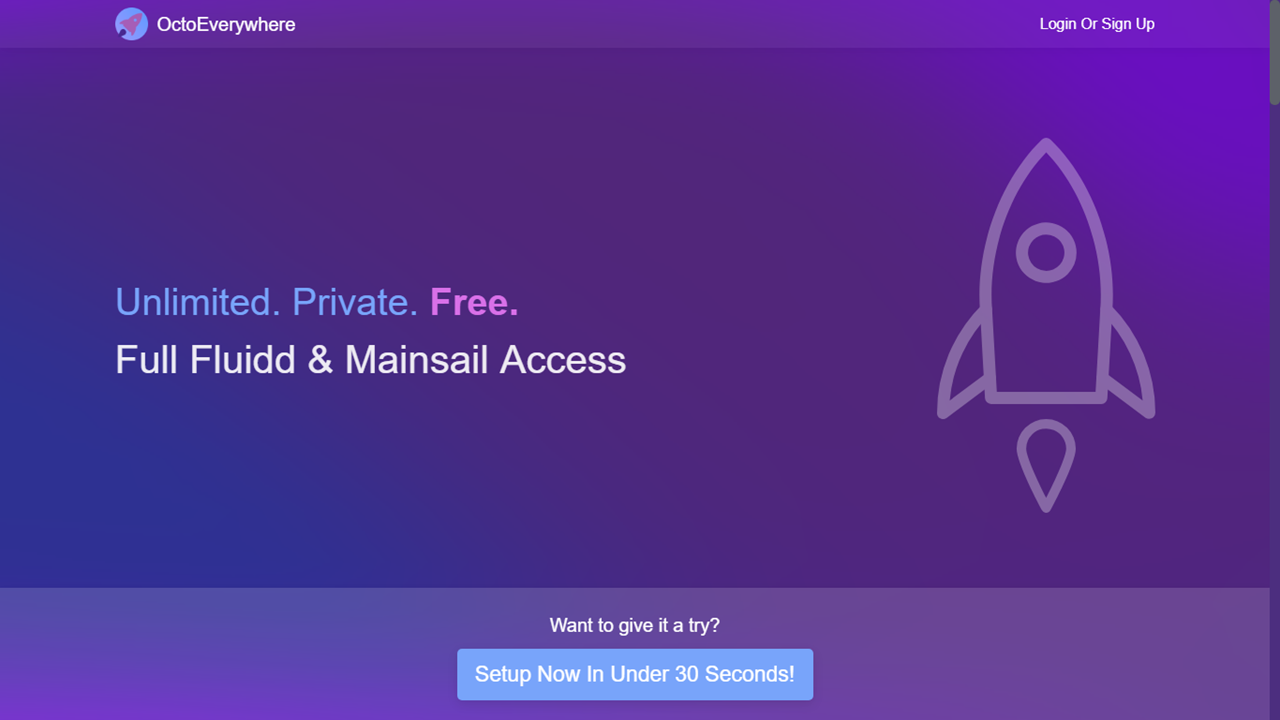 OctoEverywhere
Login Or Sign Up
Unlimited. Private. Free.
Full Fluidd & Mainsail Access
Want to give it a try?
Setup Now In Under 30 Seconds!